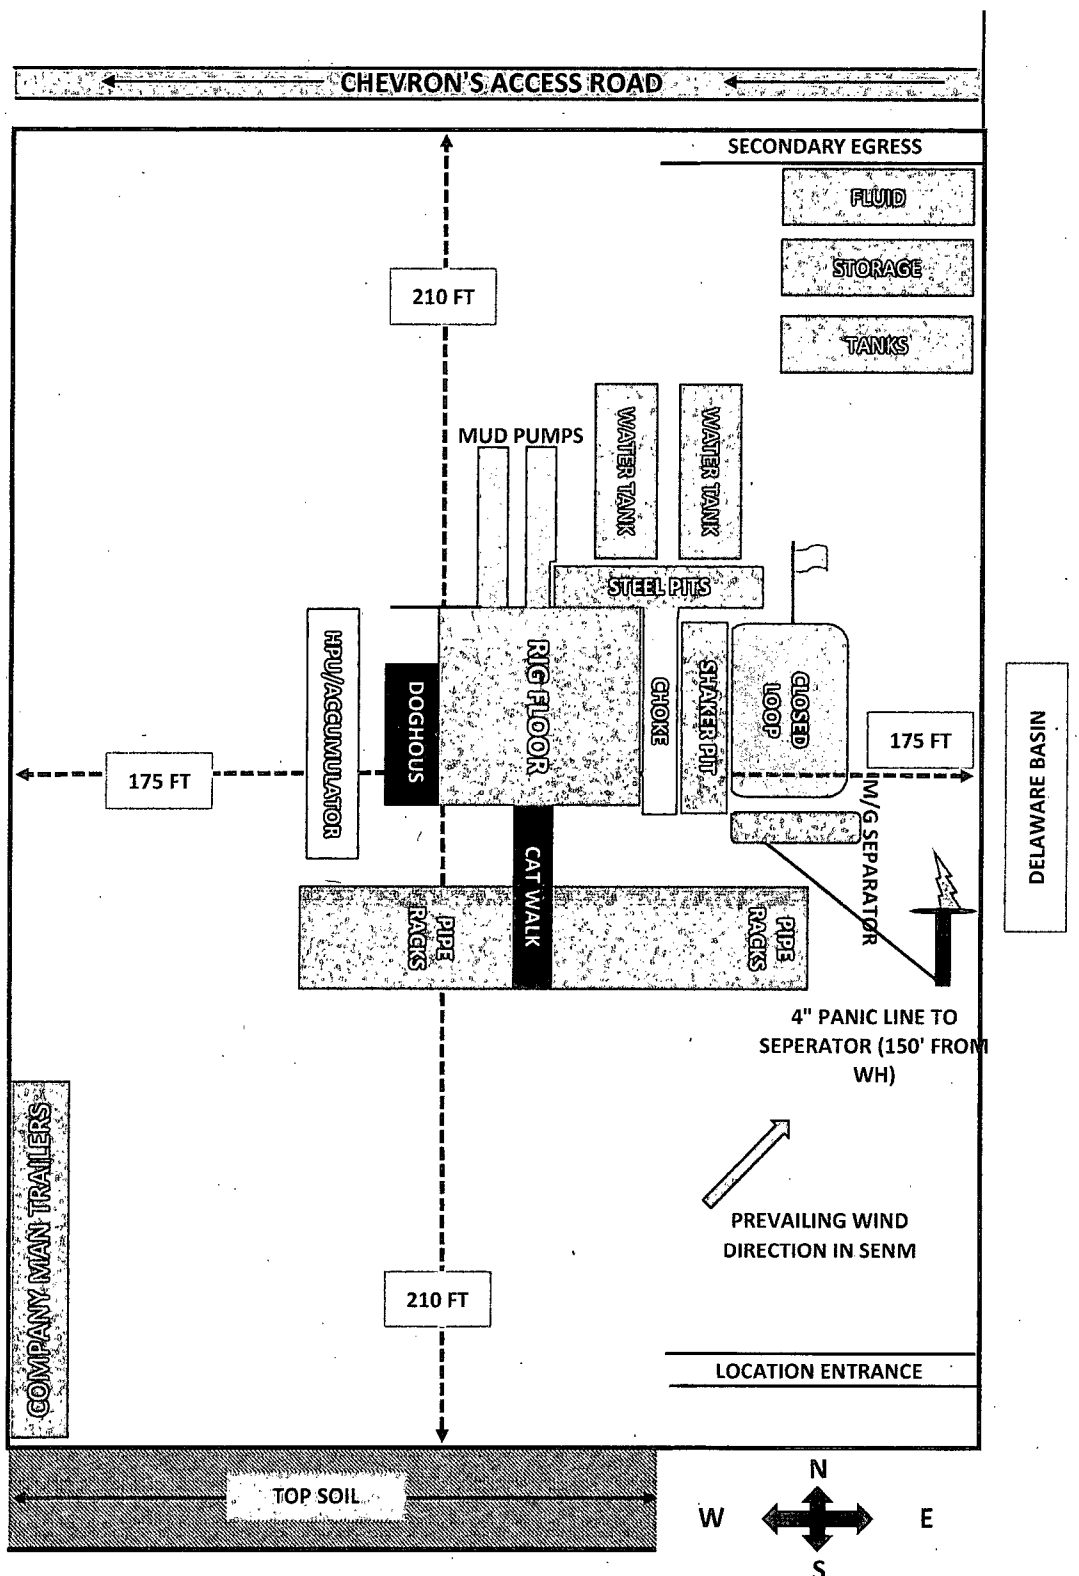 CHEVRON'S ACCESS ROAD
SECONDARY EGRESS
FLUID
STORAGE
TANKS
210 FT
MUD PUMPS
WATER TANK
WATER TANK
STEEL PITS
HPU/ACCUMULATOR
DOGHOUS
RIG FLOOR
CHOKE
SHAKER PIT
CLOSED
LOOP
175 FT
175 FT
DELAWARE BASIN
M/G SEPARATOR
CAT WALK
PIPE
RACKS
PIPE
RACKS
4" PANIC LINE TO
SEPERATOR (150' FROM
WH)
COMPANY MAN TRAILERS
PREVAILING WIND
DIRECTION IN SENM
210 FT
LOCATION ENTRANCE
TOP SOIL
N
W
E
S